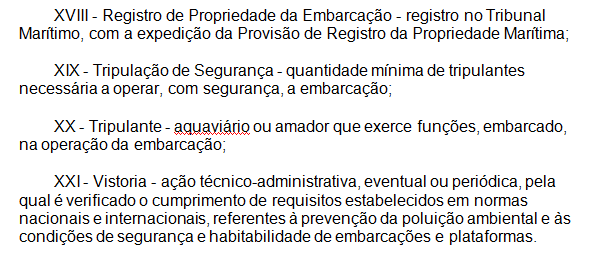 XVIII - Registro de Propriedade da Embarcação - registro no Tribunal
Marítimo, com a expedição da Provisão de Registro da Propriedade Marítima;
XIX - Tripulação de Segurança - quantidade mínima de tripulantes
necessária a operar, com segurança, a embarcação;
XX - Tripulante - aquaviário ou amador que exerce funções, embarcado,
na operação da embarcação;
XXI - Vistoria - ação técnico-administrativa, eventual ou periódica, pela
qual é verificado o cumprimento de requisitos estabelecidos em normas
nacionais e internacionais, referentes à prevenção da poluição ambiental e às
condições de segurança e habitabilidade de embarcações e plataformas.